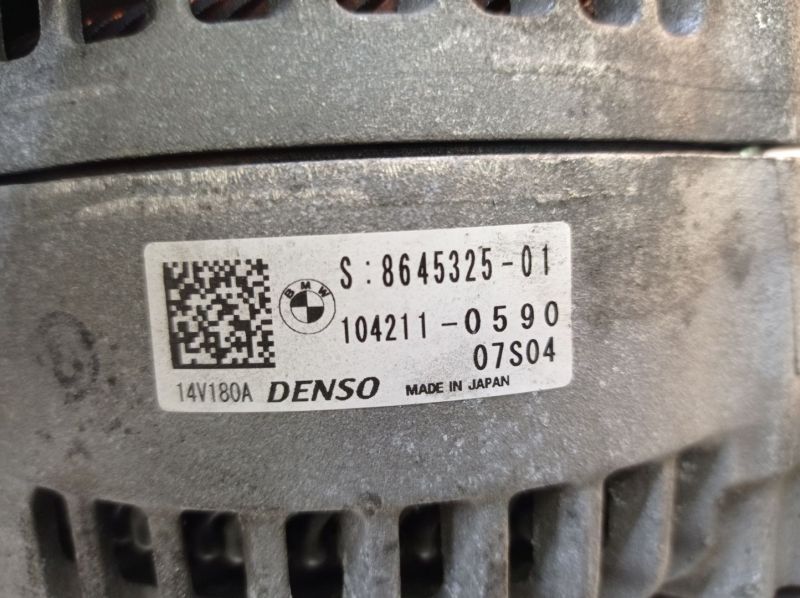 S:8645325-01
BMW
104211-0590
07S04
14V180A DENSO MADE IN JAPAN